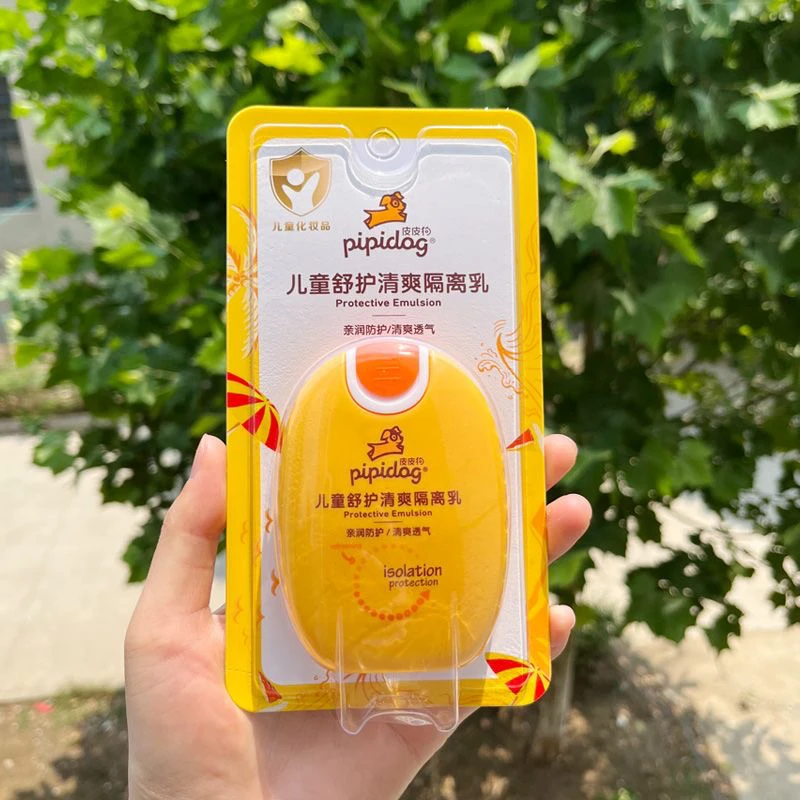 儿童化妆品
皮皮狗
pipidog®
儿童舒护清爽隔离乳
Protective Emulsion
亲润防护/清爽透气
皮皮狗
pipidog®
儿童舒护清爽隔离乳
Protective Emulsion
亲润防护/清爽透气
isolation
protection